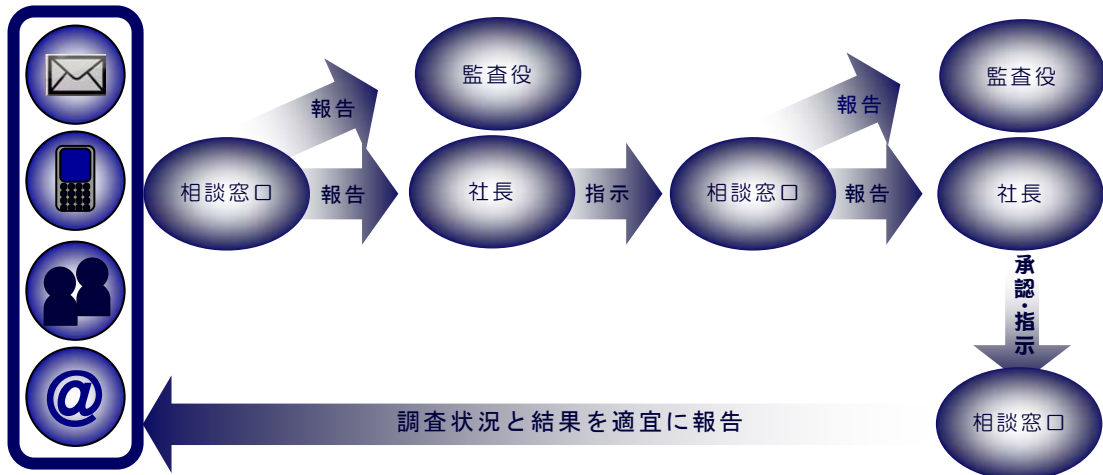 監査役
監査役
報告
報告
相談窓口
報告
社長
指示
相談窓口
報告
社長
承認・指示
@
調査状況と結果を適宜に報告
相談窓口